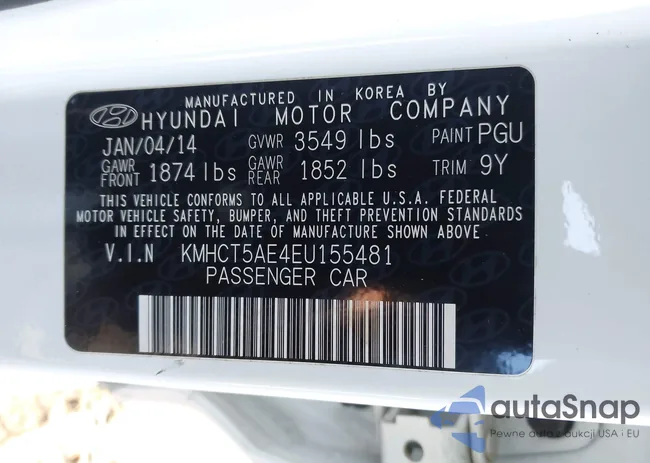 MANUFACTURED IN KOREA BY
HYUNDAI MOTOR COMPANY
JAN/04/14 GVWR 3549 lbs PAINT PGU
GAWR FRONT 1874 lbs GAWR REAR 1852 lbs TRIM 9Y
THIS VEHICLE CONFORMS TO ALL APPLICABLE U.S.A. FEDERAL
MOTOR VEHICLE SAFETY, BUMPER, AND THEFT PREVENTION STANDARDS
IN EFFECT ON THE DATE OF MANUFACTURE SHOWN ABOVE.
V.I.N KMHCT5AE4EU155481
PASSENGER CAR
autaSnap
Pewne auta z aukcji USA i EU